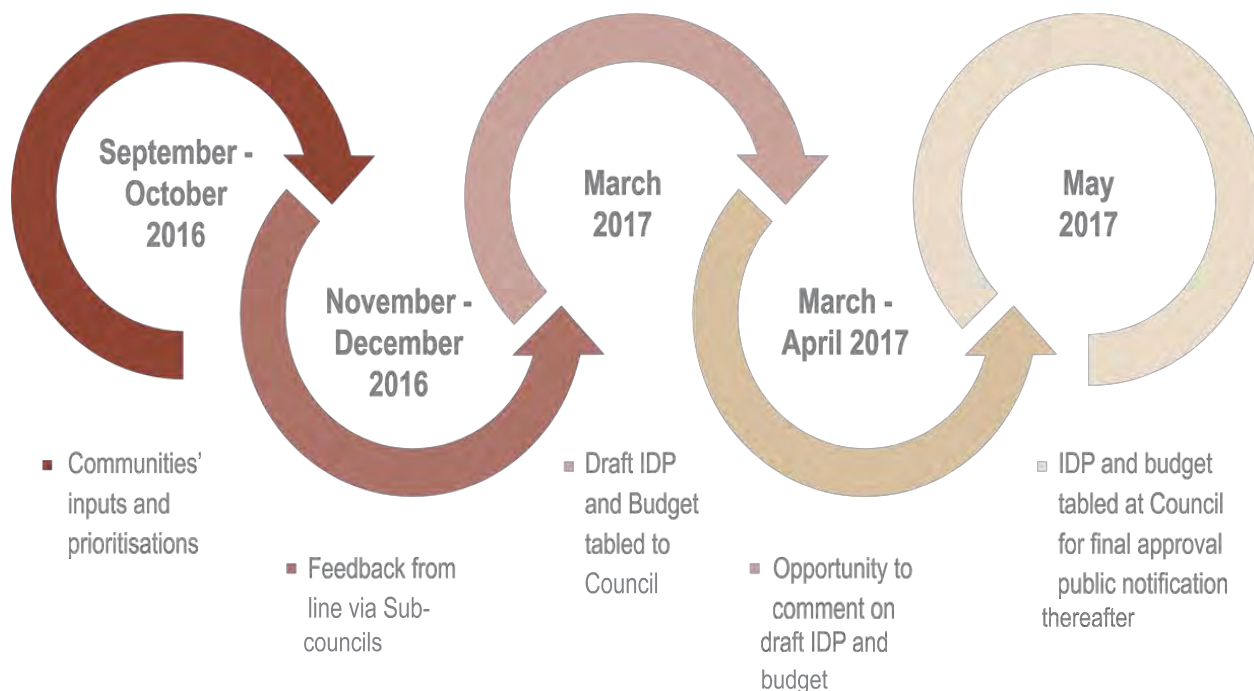 September -
October
2016
November -
December
2016
March
2017
March -
April 2017
May
2017
▪ Communities'
inputs and
prioritisations
▪ Feedback from
line via Sub-
councils
▪ Draft IDP
and Budget
tabled to
Council
▪ Opportunity to
comment on
draft IDP and
budget
▪ IDP and budget
tabled at Council
for final approval
public notification
thereafter